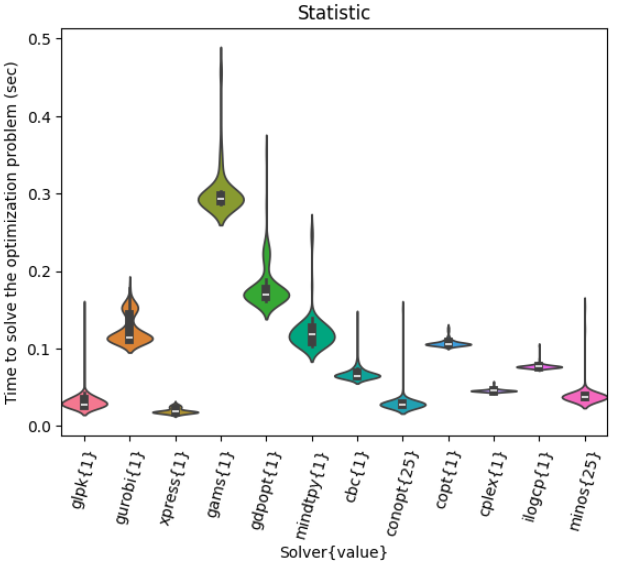 Statistic
Time to solve the optimization problem (sec)
0.5
0.4
0.3
0.2
0.1
0.0
glpk{1}
gurobi{1}
xpress{1}
gams{1}
gdpopt{1}
mindtpy{1}
cbc{1}
conopt{25}
copt{1}
cplex{1}
ilogcp{1}
minos{25}
Solver{value}